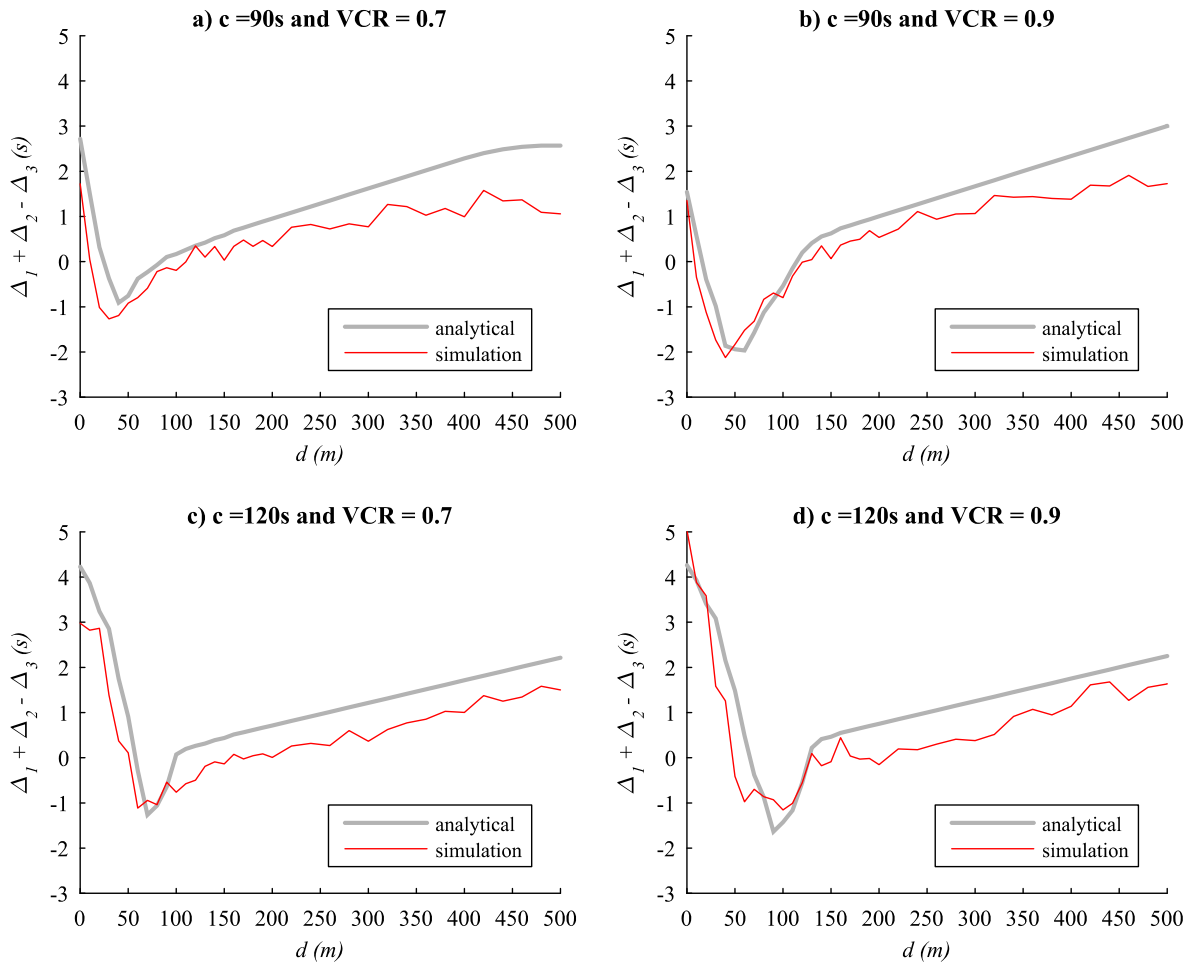 a) c =90s and VCR = 0.7
5
4
3
2
1
0
-1
-2
-3
Δ1 + Δ2 - Δ3 (s)
analytical
simulation
0 50 100 150 200 250 300 350 400 450 500
d (m)
b) c =90s and VCR = 0.9
5
4
3
2
1
0
-1
-2
-3
Δ1 + Δ2 - Δ3 (s)
analytical
simulation
0 50 100 150 200 250 300 350 400 450 500
d (m)
c) c =120s and VCR = 0.7
5
4
3
2
1
0
-1
-2
-3
Δ1 + Δ2 - Δ3 (s)
analytical
simulation
0 50 100 150 200 250 300 350 400 450 500
d (m)
d) c =120s and VCR = 0.9
5
4
3
2
1
0
-1
-2
-3
Δ1 + Δ2 - Δ3 (s)
analytical
simulation
0 50 100 150 200 250 300 350 400 450 500
d (m)